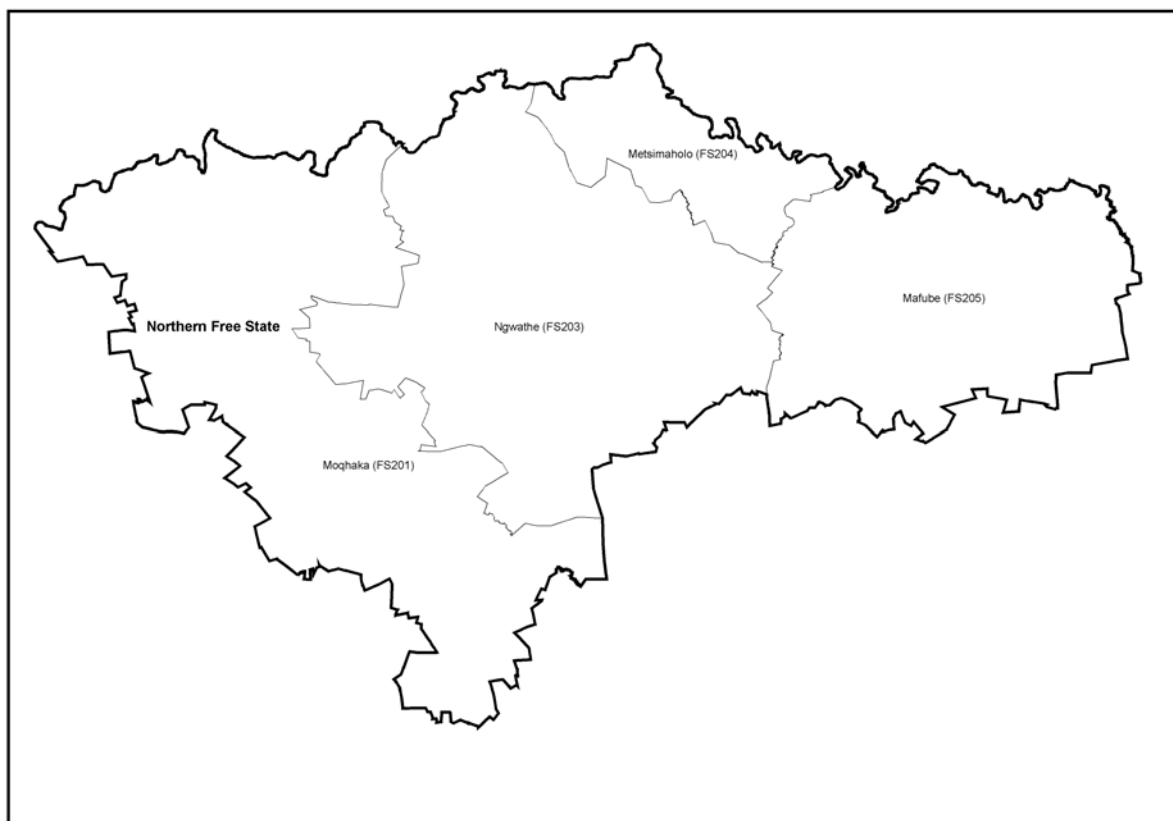 Metsimaholo (FS204)
Mafube (FS205)
Northern Free State
Ngwathe (FS203)
Moqhaka (FS201)